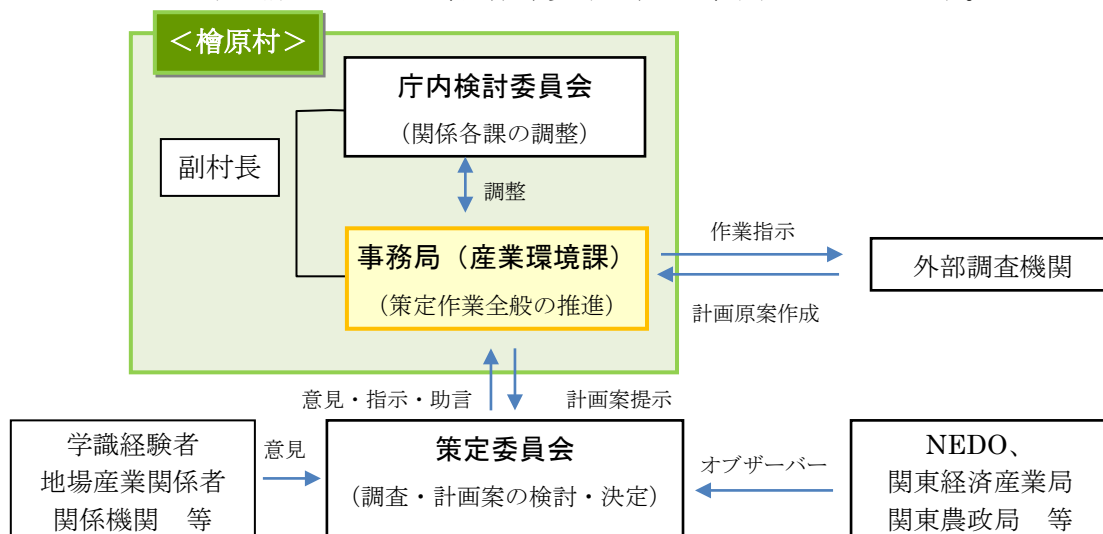 ＜檜原村＞
庁内検討委員会
（関係各課の調整）
副村長
調整
事務局（産業環境課）
（策定作業全般の推進）
作業指示
外部調査機関
計画原案作成
意見・指示・助言
計画案提示
学識経験者
地場産業関係者
関係機関　等
意見
策定委員会
（調査・計画案の検討・決定）
オブザーバー
NEDO、
関東経済産業局
関東農政局　等